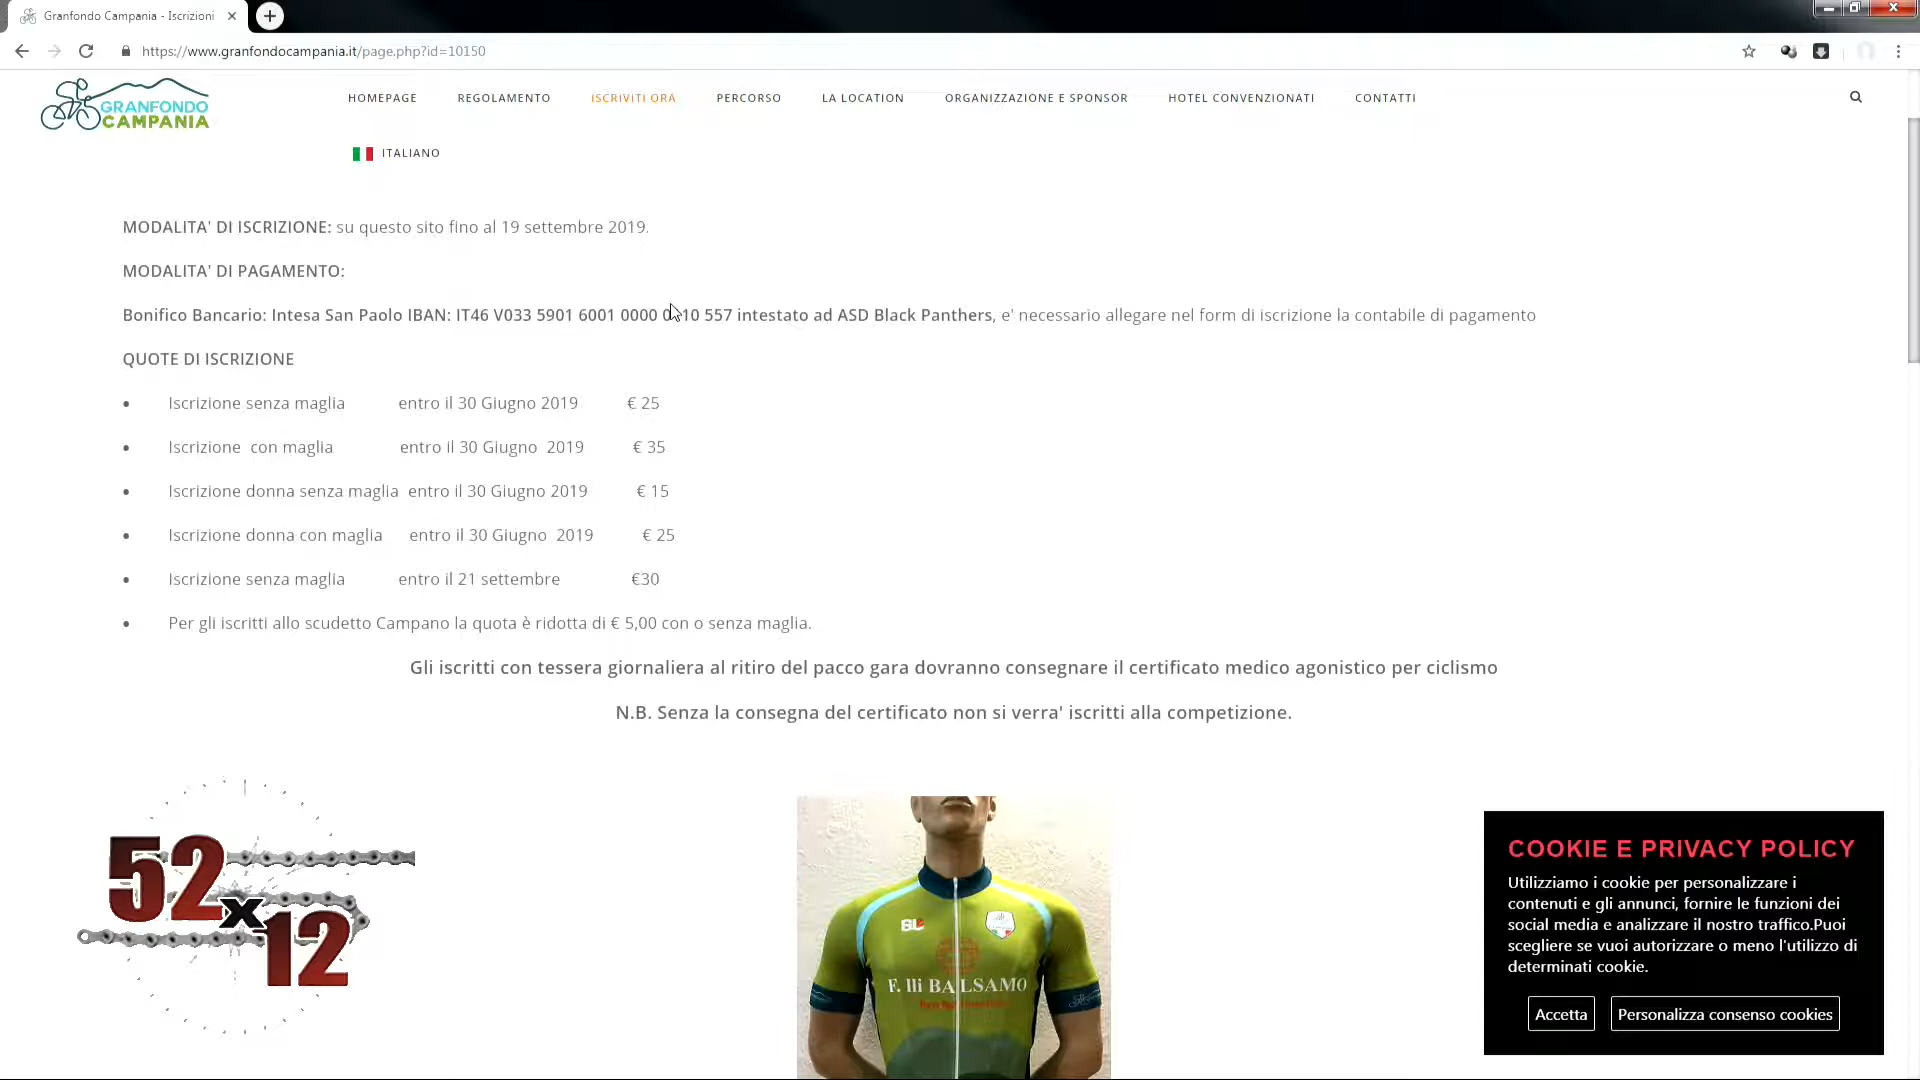 Granfondo Campania - Iscrizioni
https://www.granfondocampania.it/page.php?id=10150
GRANFONDO
CAMPANIA
HOMEPAGE
REGOLAMENTO
ISCRIVITI ORA
PERCORSO
LA LOCATION
ORGANIZZAZIONE E SPONSOR
HOTEL CONVENZIONATI
CONTATTI
ITALIANO
MODALITA' DI ISCRIZIONE: su questo sito fino al 19 settembre 2019.
MODALITA' DI PAGAMENTO:
Bonifico Bancario: Intesa San Paolo IBAN: IT46 V033 5901 6001 0000 10 557 intestato ad ASD Black Panthers, e' necessario allegare nel form di iscrizione la contabile di pagamento
QUOTE DI ISCRIZIONE
• Iscrizione senza maglia entro il 30 Giugno 2019 € 25
• Iscrizione con maglia entro il 30 Giugno 2019 € 35
• Iscrizione donna senza maglia entro il 30 Giugno 2019 € 15
• Iscrizione donna con maglia entro il 30 Giugno 2019 € 25
• Iscrizione senza maglia entro il 21 settembre €30
• Per gli iscritti allo scudetto Campano la quota è ridotta di € 5,00 con o senza maglia.
Gli iscritti con tessera giornaliera al ritiro del pacco gara dovranno consegnare il certificato medico agonistico per ciclismo
N.B. Senza la consegna del certificato non si verra' iscritti alla competizione.
52
x
12
F. lli BALSAMO
COOKIE E PRIVACY POLICY
Utilizziamo i cookie per personalizzare i
contenuti e gli annunci, fornire le funzioni dei
social media e analizzare il nostro traffico.Puoi
scegliere se vuoi autorizzare o meno l'utilizzo di
determinati cookie.
Accetta
Personalizza consenso cookies